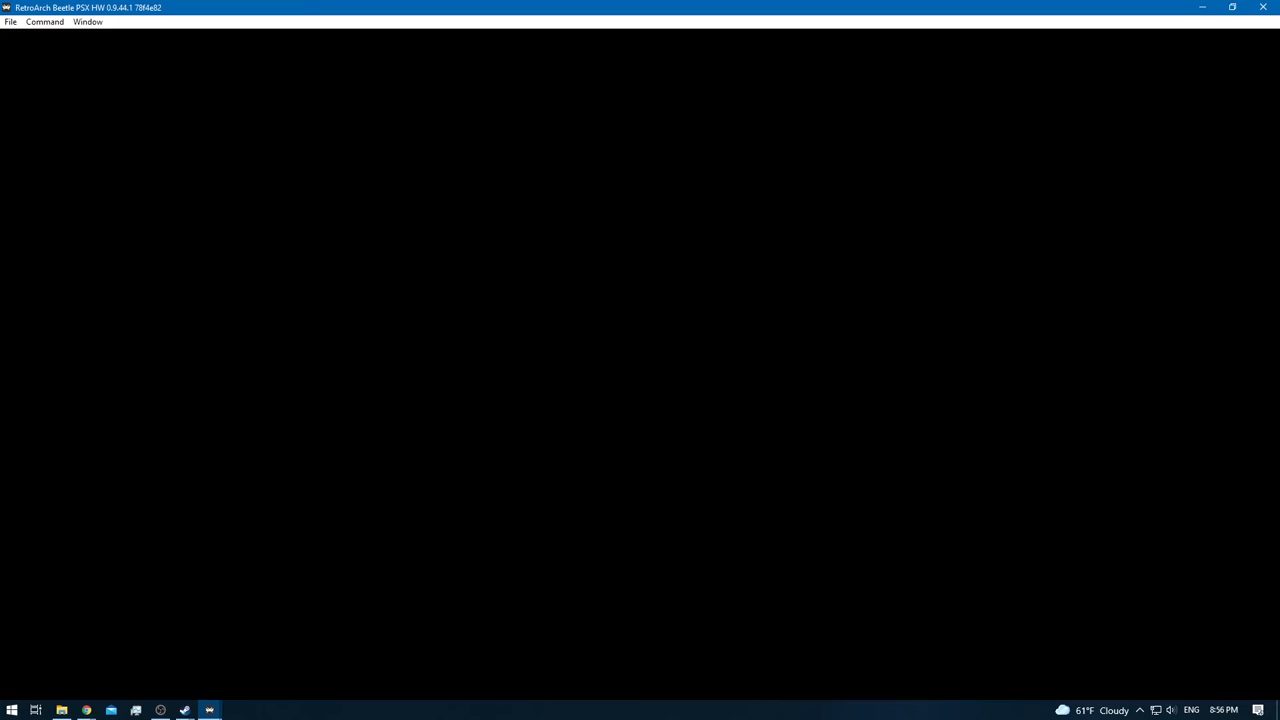 RetroArch Beetle PSX HW 0.9.44.1 78f4e82
File Command Window
61°F Cloudy ENG 8:56 PM